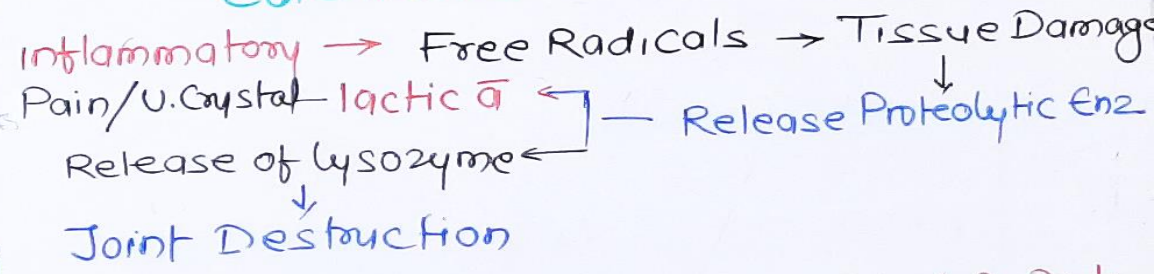 Inflammatory → Free Radicals → Tissue Damage
↓
Pain/U.Crystal - lactic ā ← — Release Proteolytic Enz
Release of lysozyme ←
↓
Joint Destruction